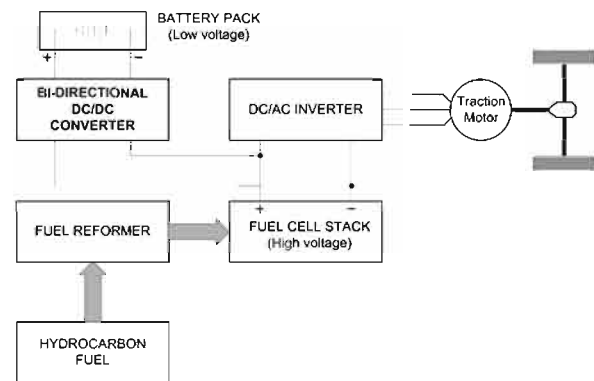 BATTERY PACK
(Low voltage)
+ –
BI-DIRECTIONAL
DC/DC
CONVERTER
DC/AC INVERTER
Traction
Motor
+ –
FUEL REFORMER
FUEL CELL STACK
(High voltage)
HYDROCARBON
FUEL